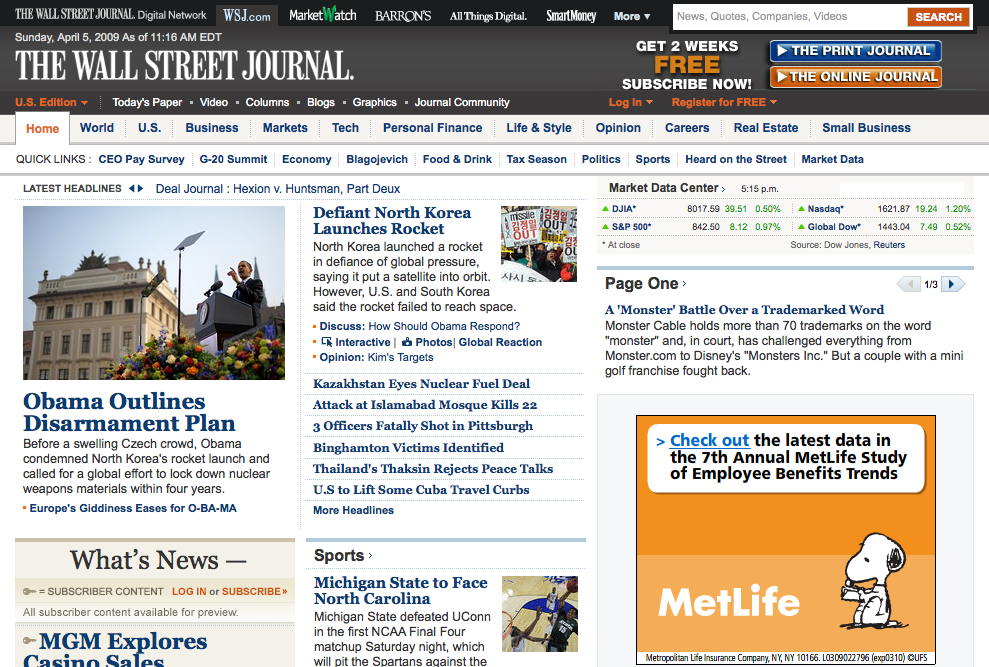 THE WALL STREET JOURNAL. Digital Network WSJ.com MarketWatch BARRON'S All Things Digital. SmartMoney More ▼ News, Quotes, Companies, Videos SEARCH
Sunday, April 5, 2009 As of 11:16 AM EDT
THE WALL STREET JOURNAL.
GET 2 WEEKS
FREE
SUBSCRIBE NOW!
THE PRINT JOURNAL
THE ONLINE JOURNAL
U.S. Edition ▼ Today's Paper • Video • Columns • Blogs • Graphics • Journal Community Log In ▼ Register for FREE ▼
Home World U.S. Business Markets Tech Personal Finance Life & Style Opinion Careers Real Estate Small Business
QUICK LINKS : CEO Pay Survey G-20 Summit Economy Blagojevich Food & Drink Tax Season Politics Sports Heard on the Street Market Data
LATEST HEADLINES Deal Journal : Hexion v. Huntsman, Part Deux
Obama Outlines
Disarmament Plan
Before a swelling Czech crowd, Obama
condemned North Korea's rocket launch and
called for a global effort to lock down nuclear
weapons materials within four years.
▪ Europe's Giddiness Eases for O-BA-MA
What's News —
= SUBSCRIBER CONTENT LOG IN or SUBSCRIBE »
All subscriber content available for preview.
MGM Explores
Casino Sales
Defiant North Korea
Launches Rocket
North Korea launched a rocket
in defiance of global pressure,
saying it put a satellite into orbit.
However, U.S. and South Korea
said the rocket failed to reach space.
missile
김정일
OUT
▪ Discuss: How Should Obama Respond?
▪ Interactive | Photos| Global Reaction
▪ Opinion: Kim's Targets
Kazakhstan Eyes Nuclear Fuel Deal
Attack at Islamabad Mosque Kills 22
3 Officers Fatally Shot in Pittsburgh
Binghamton Victims Identified
Thailand's Thaksin Rejects Peace Talks
U.S to Lift Some Cuba Travel Curbs
More Headlines
Sports ›
Michigan State to Face
North Carolina
Michigan State defeated UConn
in the first NCAA Final Four
matchup Saturday night, which
will pit the Spartans against the
Market Data Center › 5:15 p.m.
▲ DJIA* 8017.59 39.51 0.50% ▲ Nasdaq* 1621.87 19.24 1.20%
▲ S&P 500* 842.50 8.12 0.97% ▲ Global Dow* 1443.04 7.49 0.52%
* At close Source: Dow Jones, Reuters
Page One › 1/3
A 'Monster' Battle Over a Trademarked Word
Monster Cable holds more than 70 trademarks on the word
"monster" and, in court, has challenged everything from
Monster.com to Disney's "Monsters Inc." But a couple with a mini
golf franchise fought back.
> Check out the latest data in
the 7th Annual MetLife Study
of Employee Benefits Trends
MetLife
Metropolitan Life Insurance Company, NY, NY 10166. L0309022796 (exp0310) ©UFS